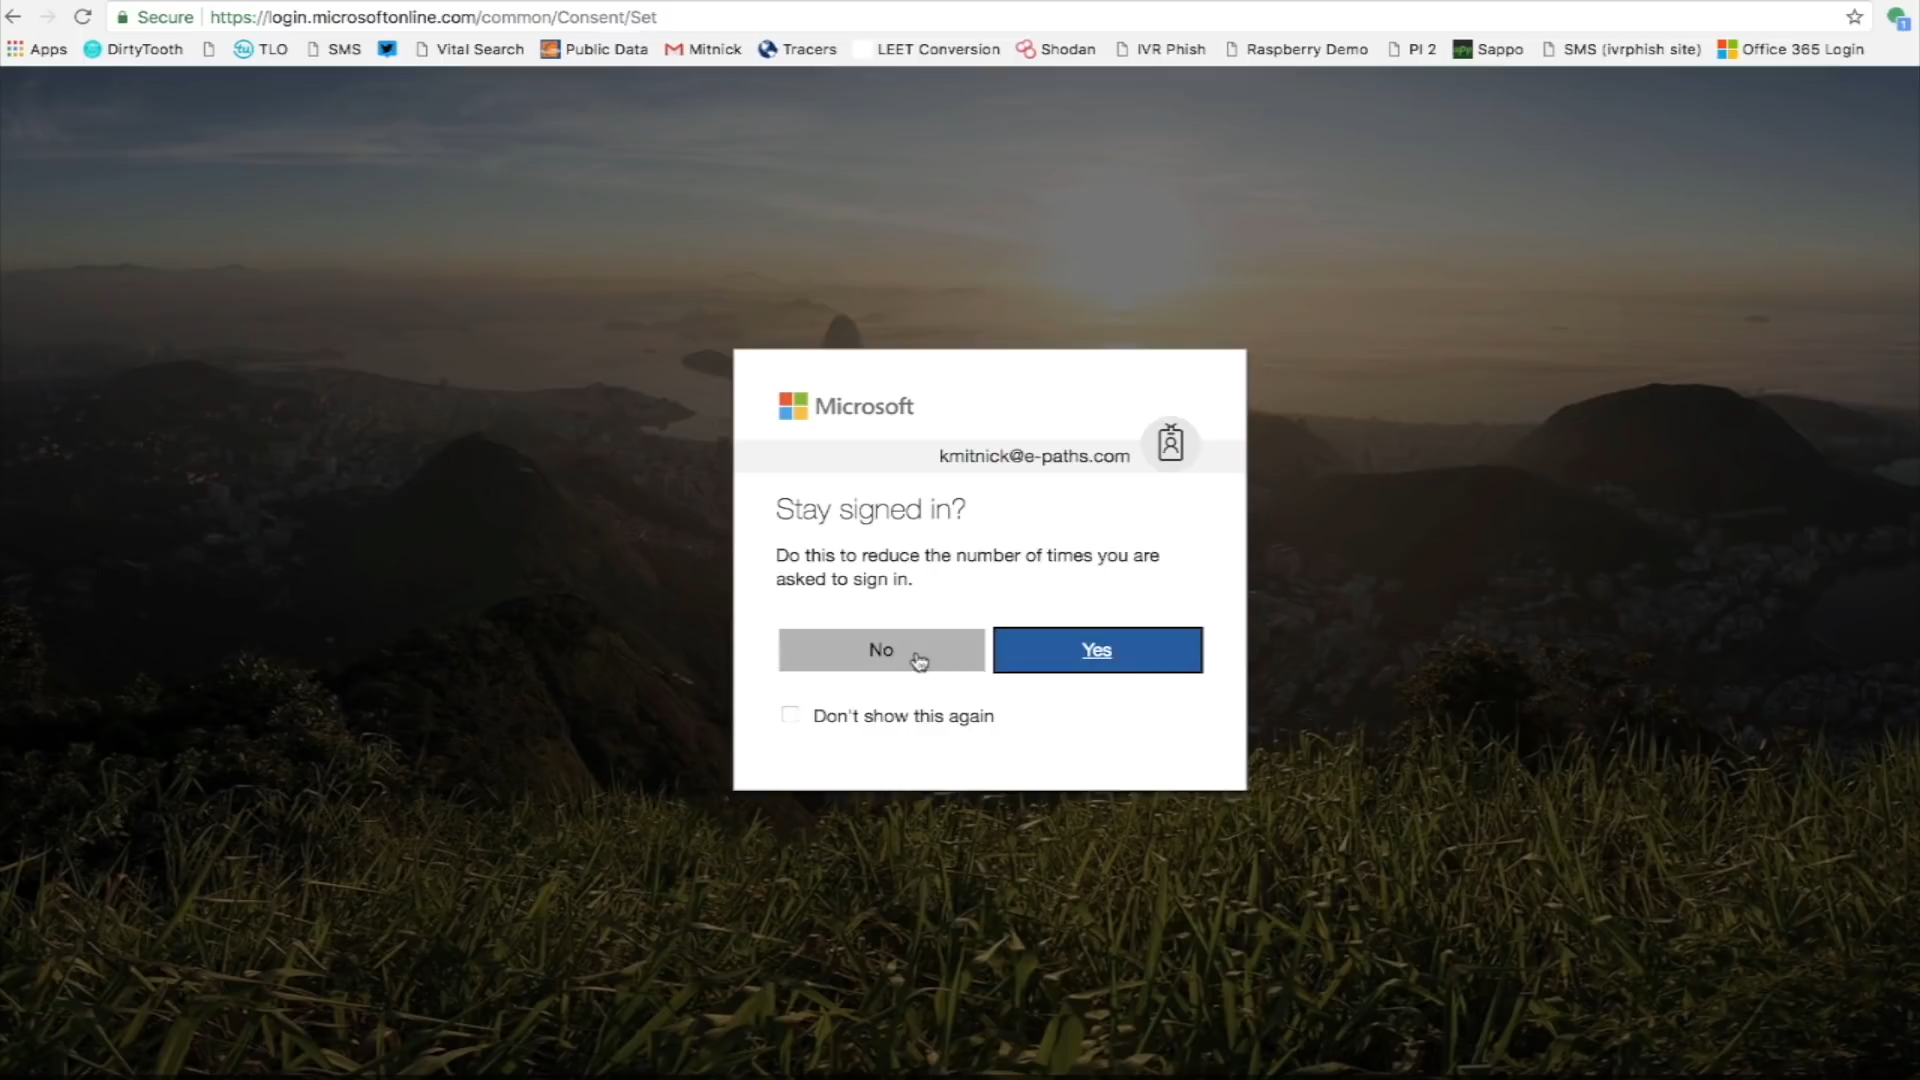 Secure https://login.microsoftonline.com/common/Consent/Set
Apps DirtyTooth TLO SMS Vital Search Public Data Mitnick Tracers LEET Conversion Shodan IVR Phish Raspberry Demo PI 2 Sappo SMS (ivrphish site) Office 365 Login
Microsoft
kmitnick@e-paths.com
Stay signed in?
Do this to reduce the number of times you are
asked to sign in.
No Yes
Don't show this again